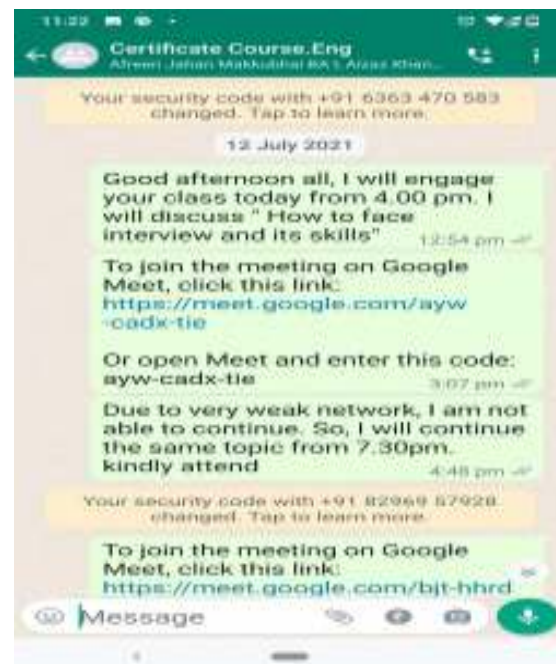 11:22
Certificate Course.Eng
Afreen Jahan Makkubhai BA1, Aizaz Khan...
Your security code with +91 6363 470 583
changed. Tap to learn more.
12 July 2021
Good afternoon all, I will engage
your class today from 4.00 pm. I
will discuss " How to face
interview and its skills"
12:54 pm
To join the meeting on Google
Meet, click this link:
https://meet.google.com/ayw
-cadx-tie
Or open Meet and enter this code:
ayw-cadx-tie
3:07 pm
Due to very weak network, I am not
able to continue. So, I will continue
the same topic from 7.30pm.
kindly attend
4:48 pm
Your security code with +91 82969 57928
changed. Tap to learn more.
To join the meeting on Google
Meet, click this link:
https://meet.google.com/bjt-hhrd
Message